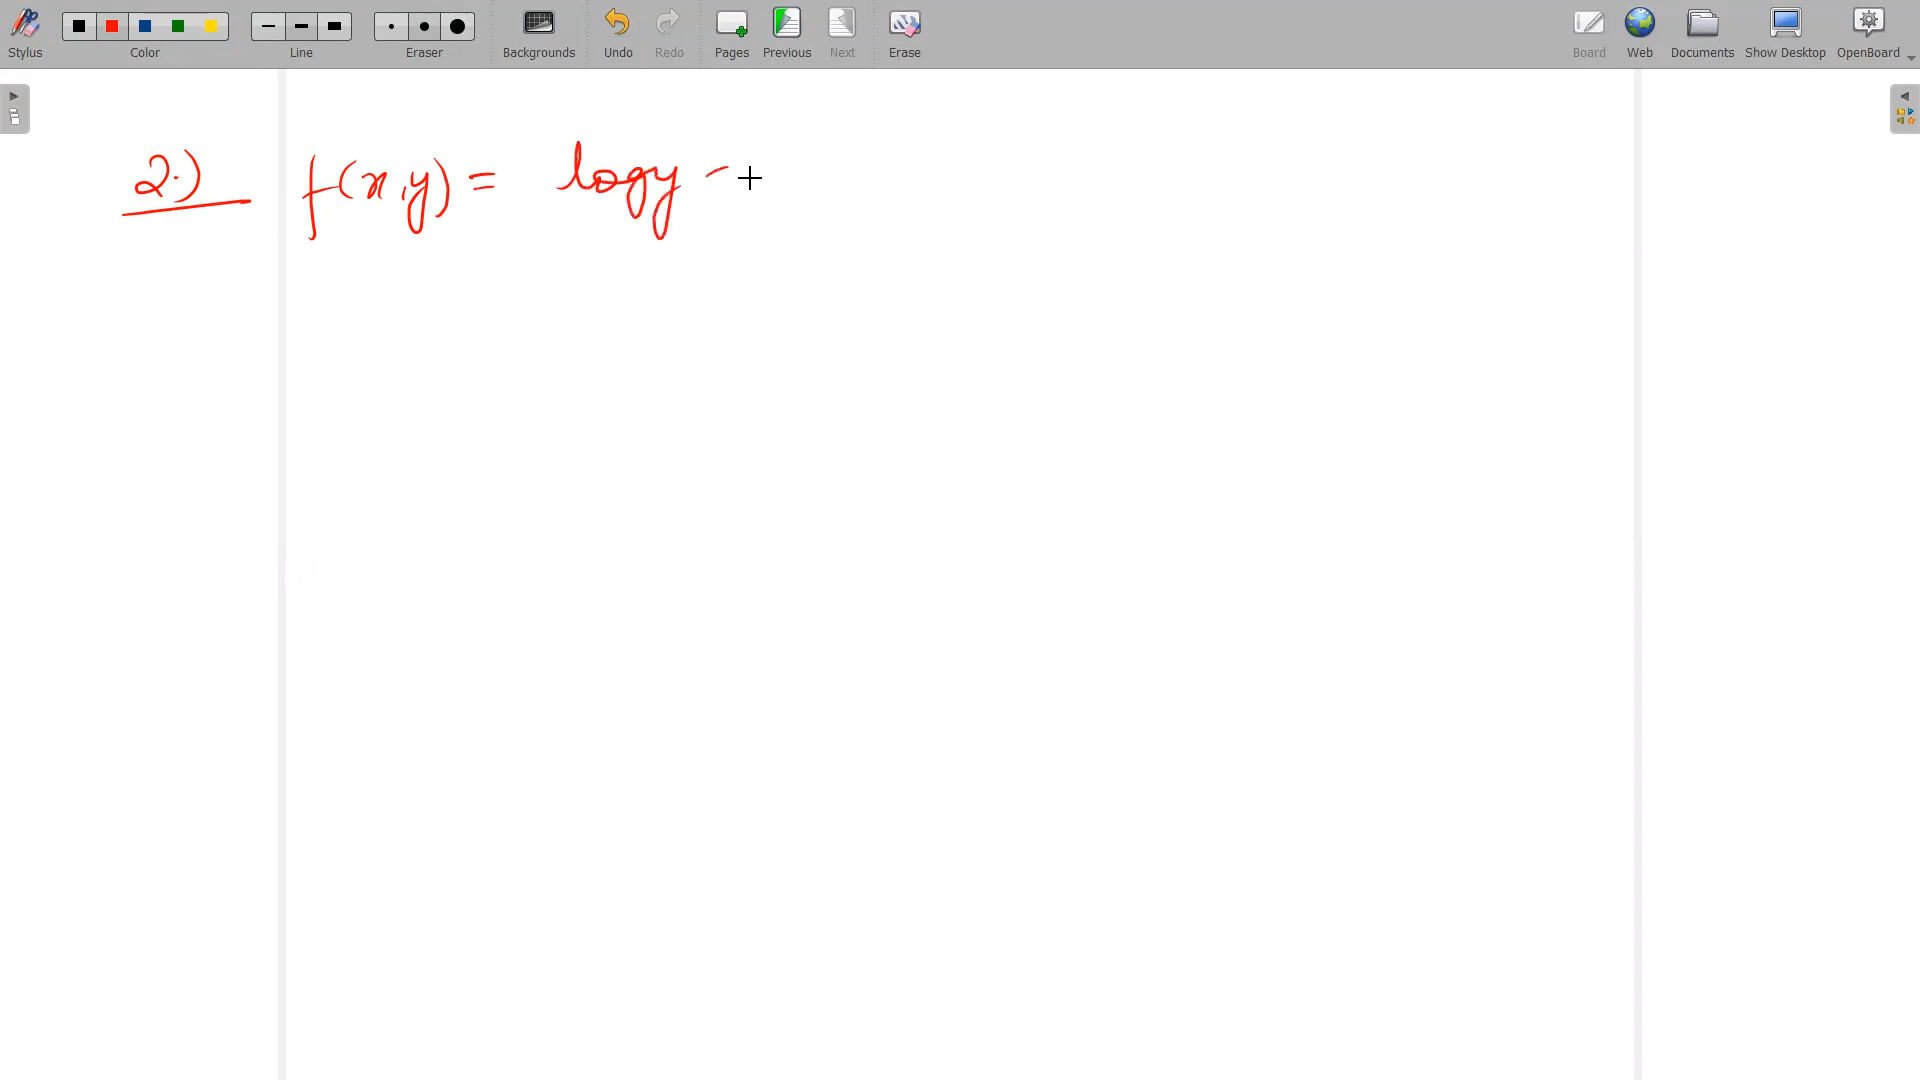 Stylus Color Line Eraser Backgrounds Undo Redo Pages Previous Next Erase Board Web Documents Show Desktop OpenBoard
2.) f(x,y) = logy -